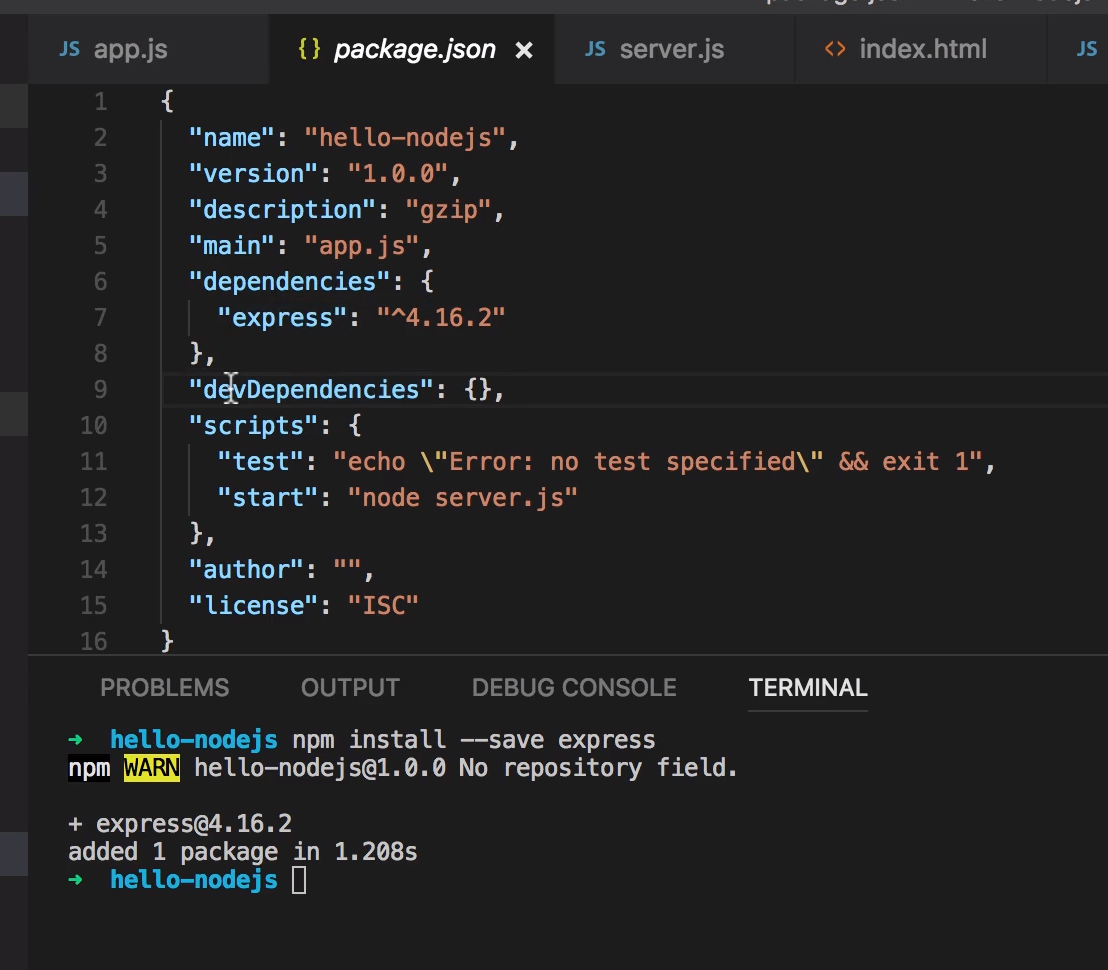 JS app.js {} package.json × JS server.js <> index.html JS
1 {
2 "name": "hello-nodejs",
3 "version": "1.0.0",
4 "description": "gzip",
5 "main": "app.js",
6 "dependencies": {
7 "express": "^4.16.2"
8 },
9 "devDependencies": {},
10 "scripts": {
11 "test": "echo \"Error: no test specified\" && exit 1",
12 "start": "node server.js"
13 },
14 "author": "",
15 "license": "ISC"
16 }
PROBLEMS OUTPUT DEBUG CONSOLE TERMINAL
➜ hello-nodejs npm install --save express
npm WARN hello-nodejs@1.0.0 No repository field.
+ express@4.16.2
added 1 package in 1.208s
➜ hello-nodejs